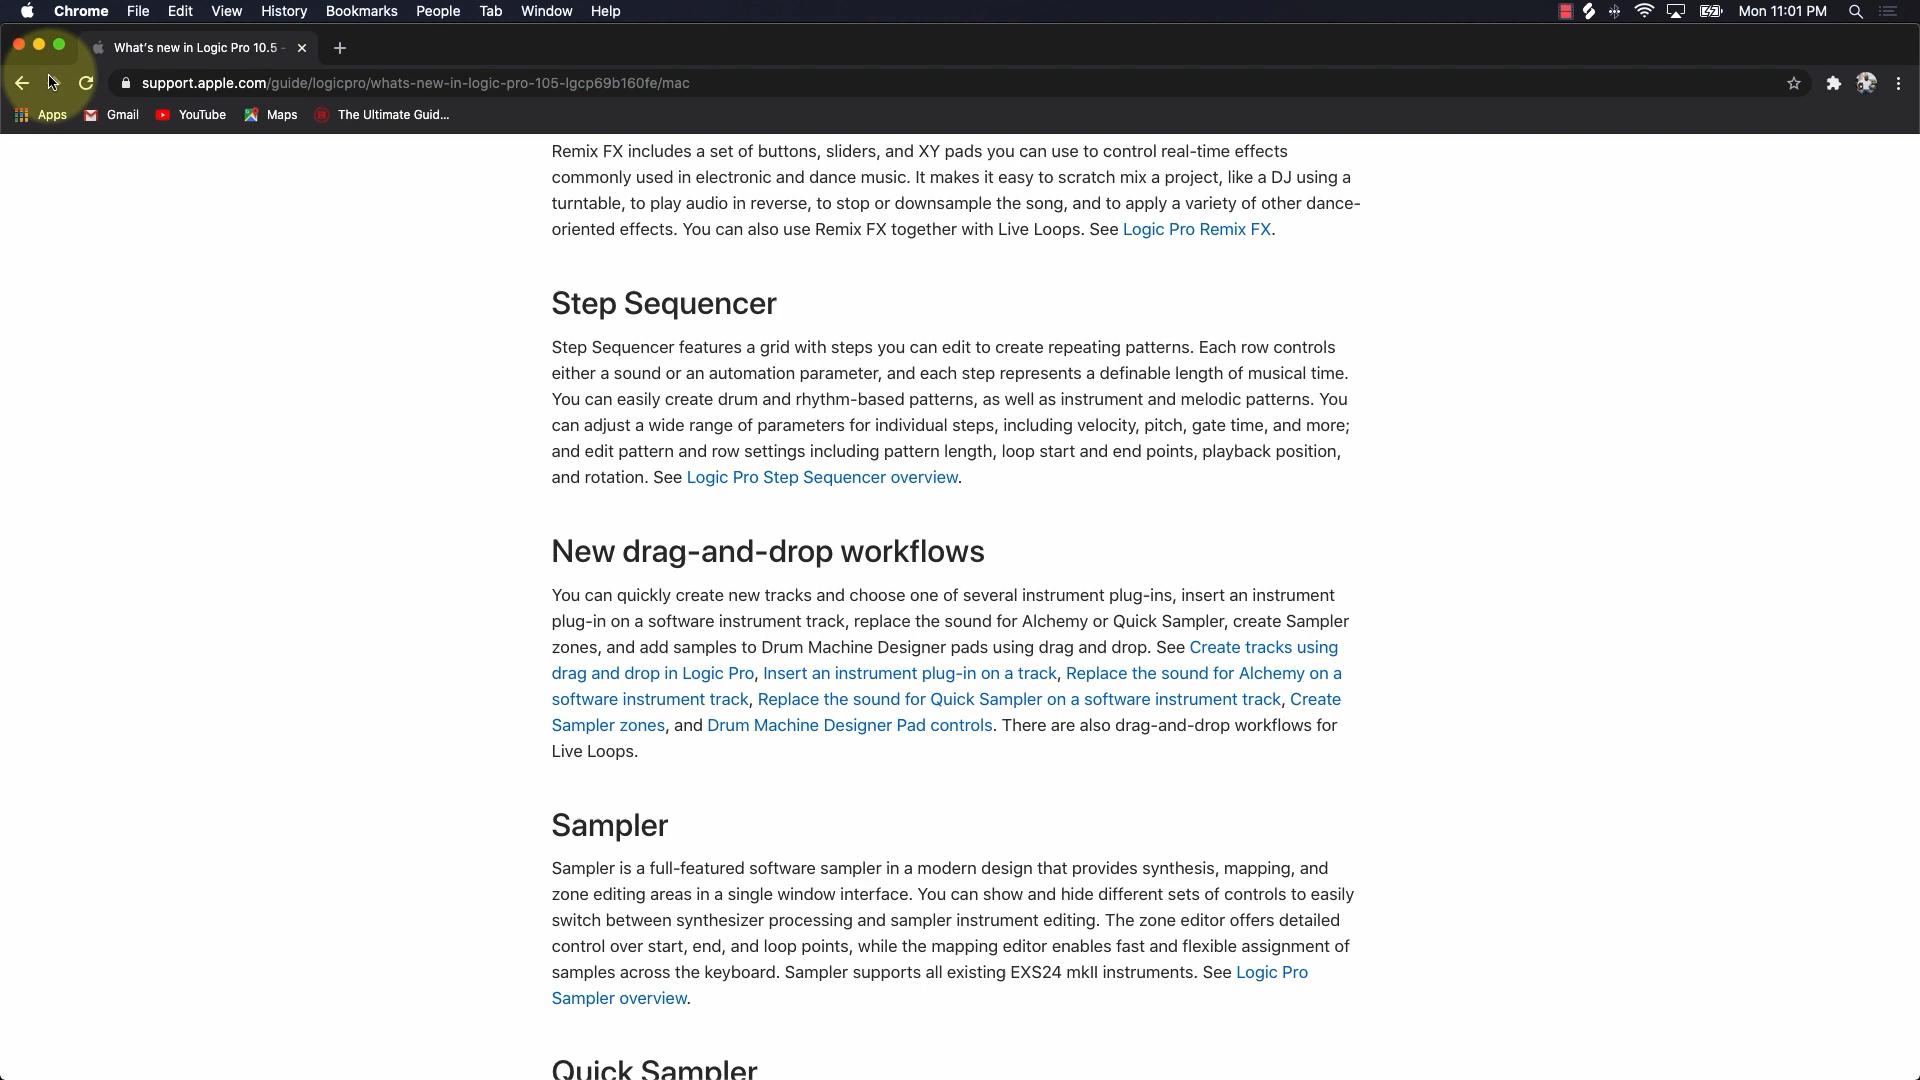 Chrome File Edit View History Bookmarks People Tab Window Help Mon 11:01 PM
What's new in Logic Pro 10.5 -
support.apple.com/guide/logicpro/whats-new-in-logic-pro-105-lgcp69b160fe/mac
Apps Gmail YouTube Maps The Ultimate Guid...
Remix FX includes a set of buttons, sliders, and XY pads you can use to control real-time effects
commonly used in electronic and dance music. It makes it easy to scratch mix a project, like a DJ using a
turntable, to play audio in reverse, to stop or downsample the song, and to apply a variety of other dance-
oriented effects. You can also use Remix FX together with Live Loops. See Logic Pro Remix FX.
Step Sequencer
Step Sequencer features a grid with steps you can edit to create repeating patterns. Each row controls
either a sound or an automation parameter, and each step represents a definable length of musical time.
You can easily create drum and rhythm-based patterns, as well as instrument and melodic patterns. You
can adjust a wide range of parameters for individual steps, including velocity, pitch, gate time, and more;
and edit pattern and row settings including pattern length, loop start and end points, playback position,
and rotation. See Logic Pro Step Sequencer overview.
New drag-and-drop workflows
You can quickly create new tracks and choose one of several instrument plug-ins, insert an instrument
plug-in on a software instrument track, replace the sound for Alchemy or Quick Sampler, create Sampler
zones, and add samples to Drum Machine Designer pads using drag and drop. See Create tracks using
drag and drop in Logic Pro, Insert an instrument plug-in on a track, Replace the sound for Alchemy on a
software instrument track, Replace the sound for Quick Sampler on a software instrument track, Create
Sampler zones, and Drum Machine Designer Pad controls. There are also drag-and-drop workflows for
Live Loops.
Sampler
Sampler is a full-featured software sampler in a modern design that provides synthesis, mapping, and
zone editing areas in a single window interface. You can show and hide different sets of controls to easily
switch between synthesizer processing and sampler instrument editing. The zone editor offers detailed
control over start, end, and loop points, while the mapping editor enables fast and flexible assignment of
samples across the keyboard. Sampler supports all existing EXS24 mkII instruments. See Logic Pro
Sampler overview.
Quick Sampler